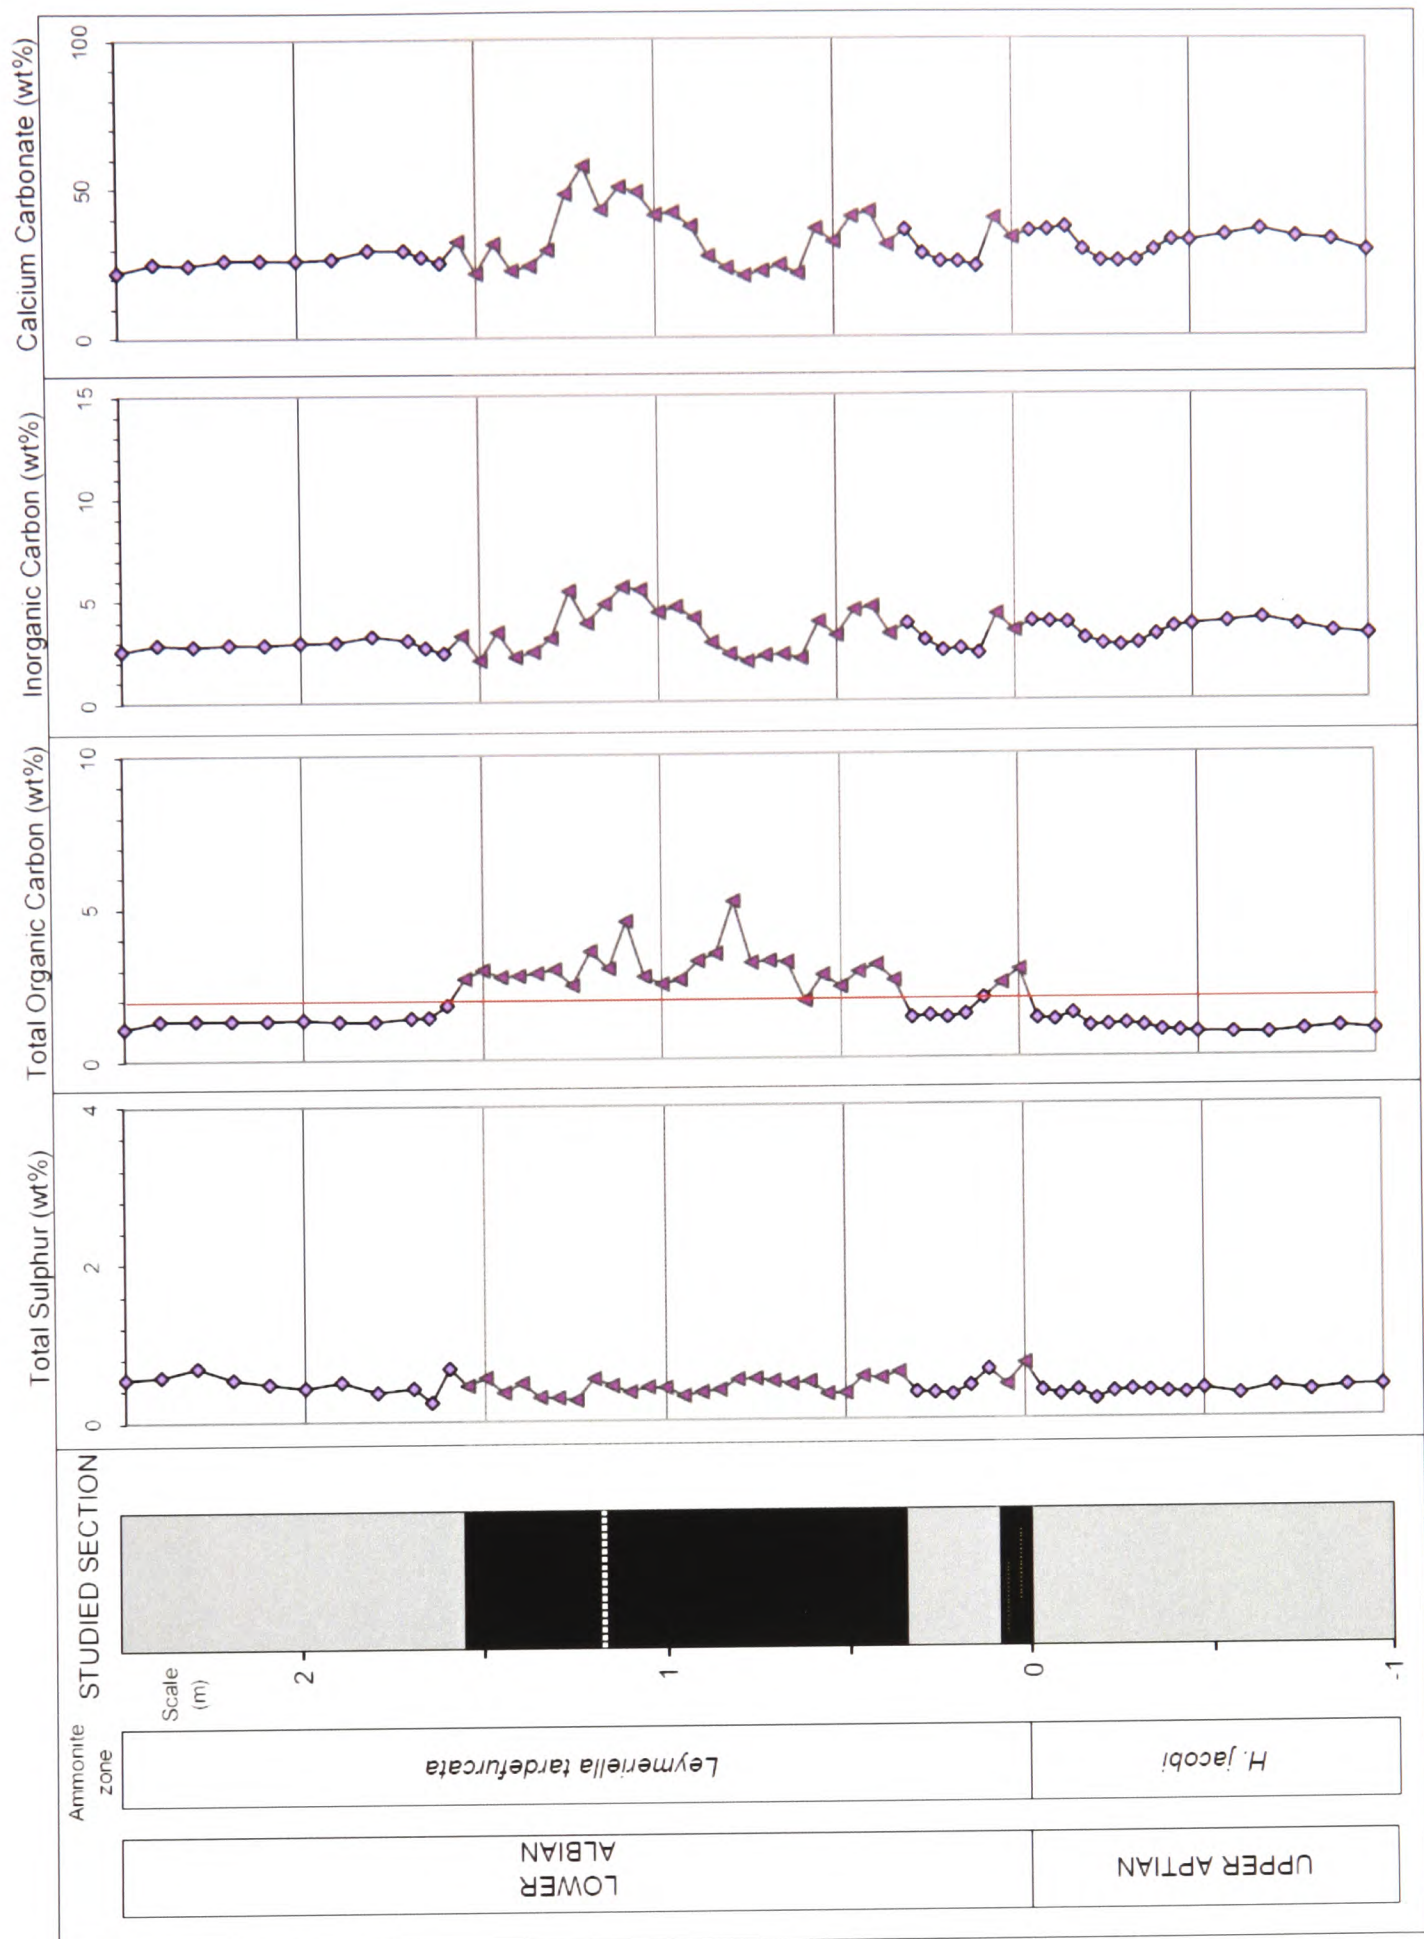 Ammonite
zone
STUDIED SECTION
Total Sulphur (wt%)
Total Organic Carbon (wt%)
Inorganic Carbon (wt%)
Calcium Carbonate (wt%)
Scale
(m)
2
1
0
-1
0
2
4
0
5
10
0
5
10
15
0
50
100
LOWER
ALBIAN
UPPER APTIAN
Leymeriella tardefurcata
H. jacobi